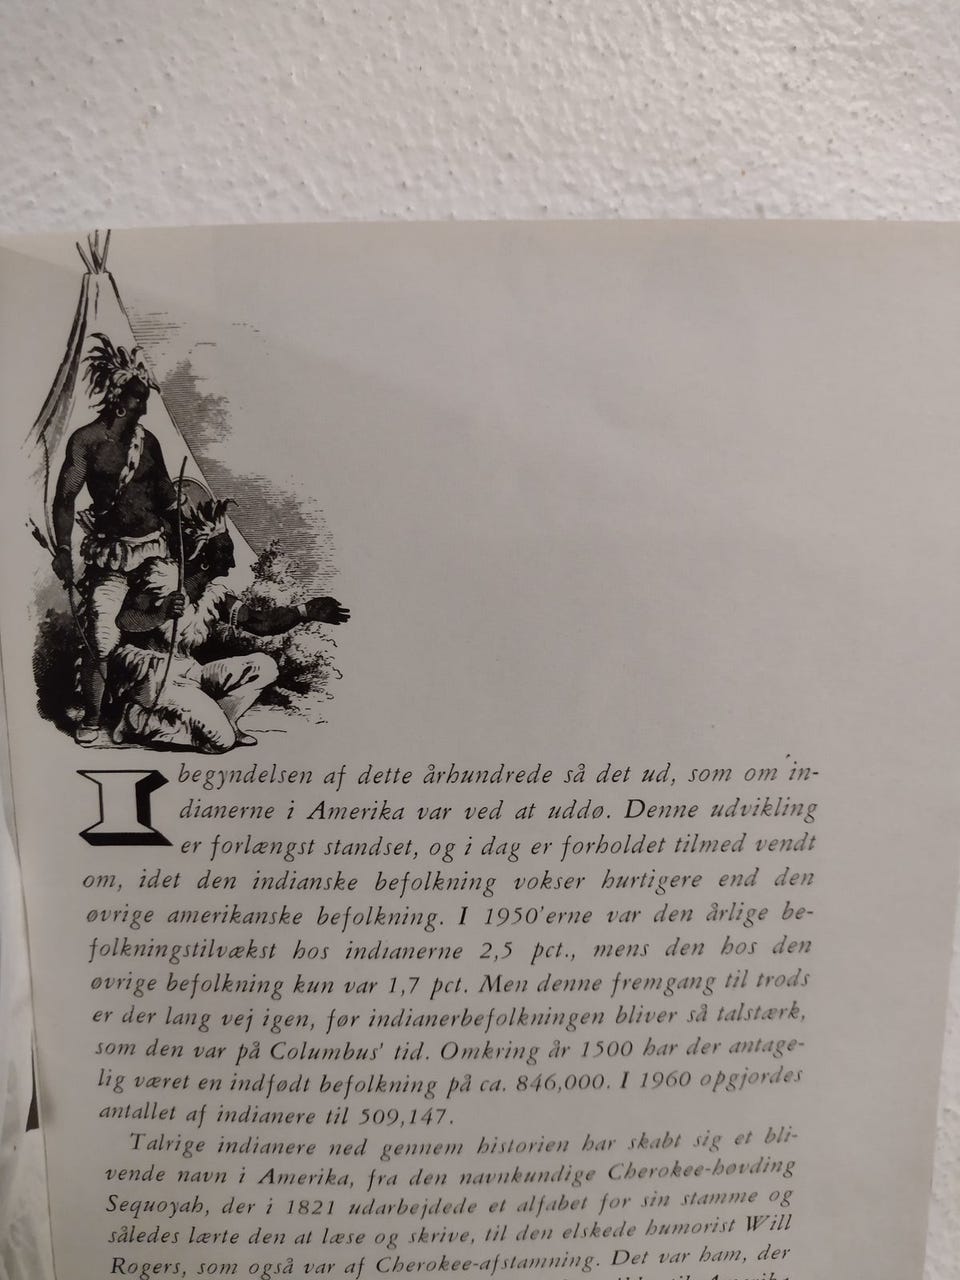 I begyndelsen af dette århundrede så det ud, som om in-
dianerne i Amerika var ved at uddø. Denne udvikling
er forlængst standset, og i dag er forholdet tilmed vendt
om, idet den indianske befolkning vokser hurtigere end den
øvrige amerikanske befolkning. I 1950'erne var den årlige be-
folkningstilvækst hos indianerne 2,5 pct., mens den hos den
øvrige befolkning kun var 1,7 pct. Men denne fremgang til trods
er der lang vej igen, før indianerbefolkningen bliver så talstærk,
som den var på Columbus' tid. Omkring år 1500 har der antage-
lig været en indfødt befolkning på ca. 846,000. I 1960 opgjordes
antallet af indianere til 509,147.
Talrige indianere ned gennem historien har skabt sig et bli-
vende navn i Amerika, fra den navnkundige Cherokee-høvding
Sequoyah, der i 1821 udarbejdede et alfabet for sin stamme og
således lærte den at læse og skrive, til den elskede humorist Will
Rogers, som også var af Cherokee-afstamning. Det var ham, der